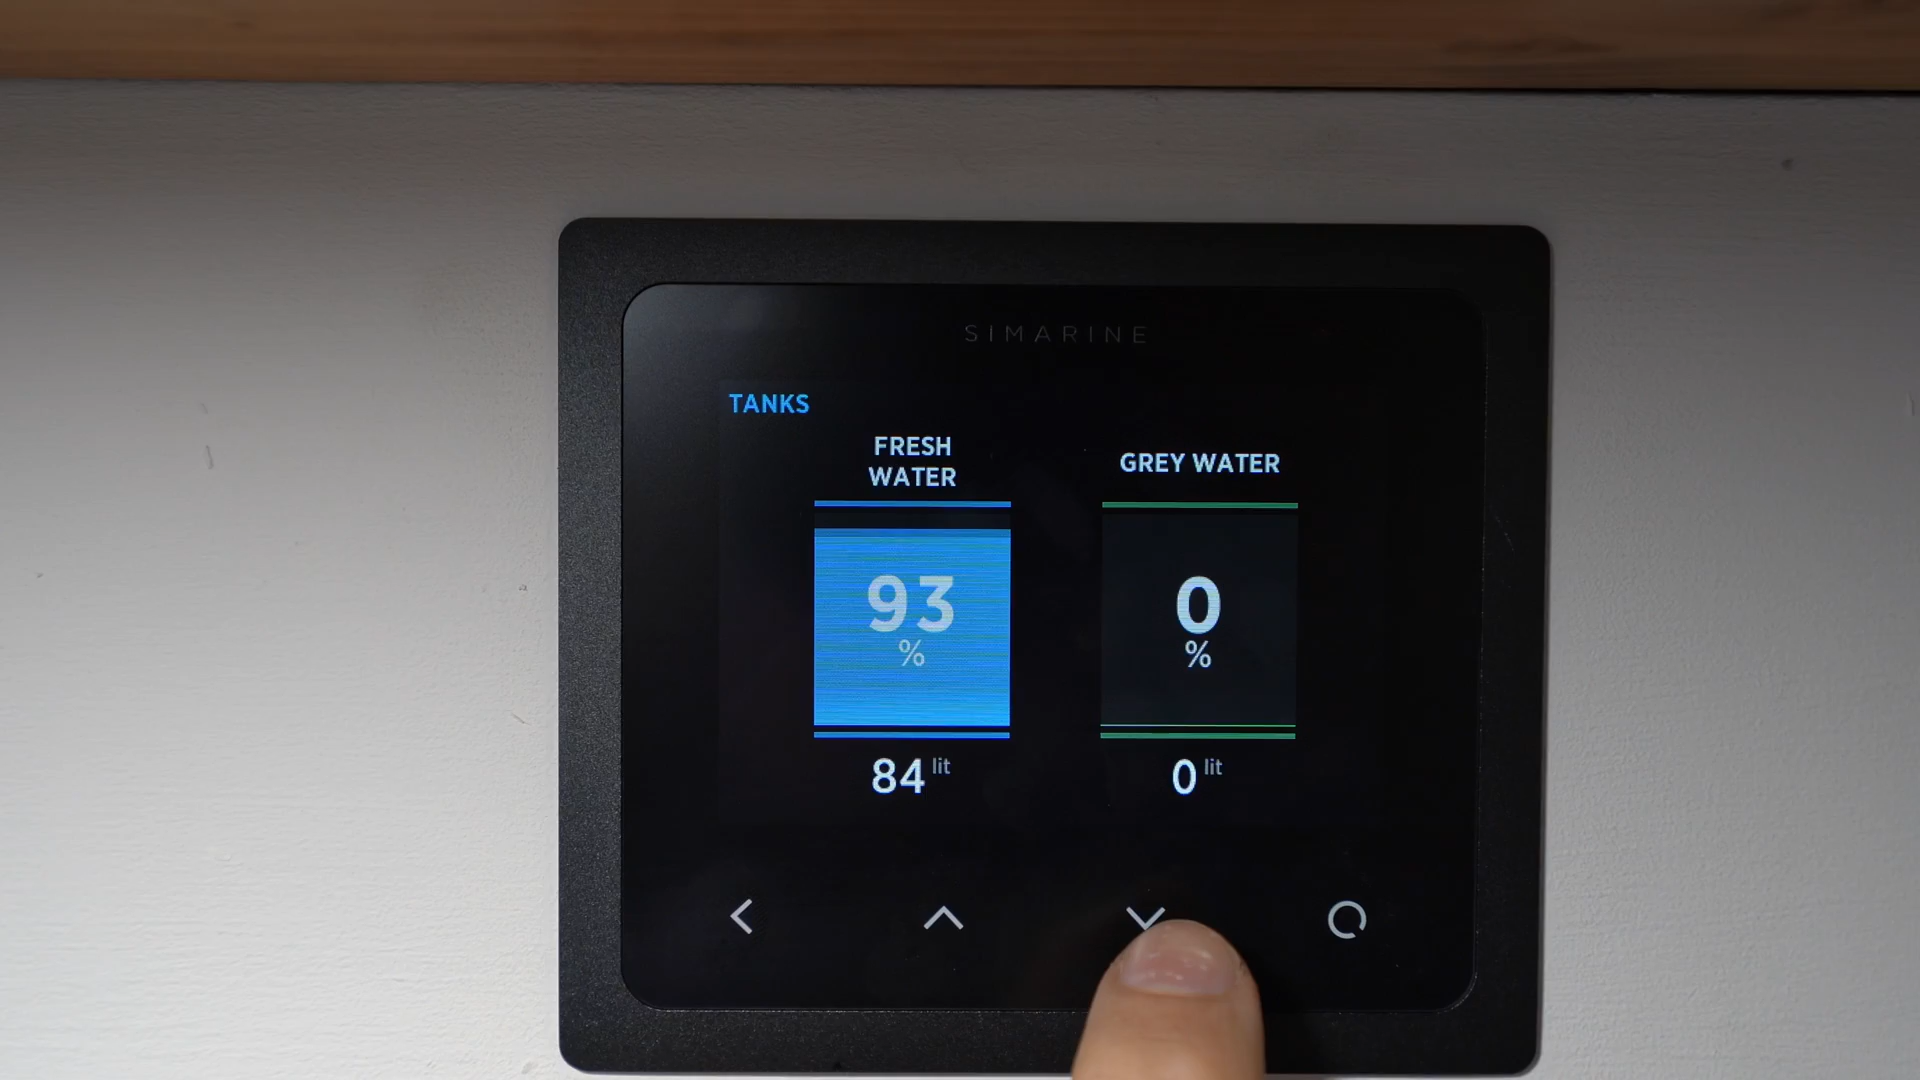 SIMARINE
TANKS
FRESH
WATER
GREY WATER
93
%
0
%
84 lit
0 lit